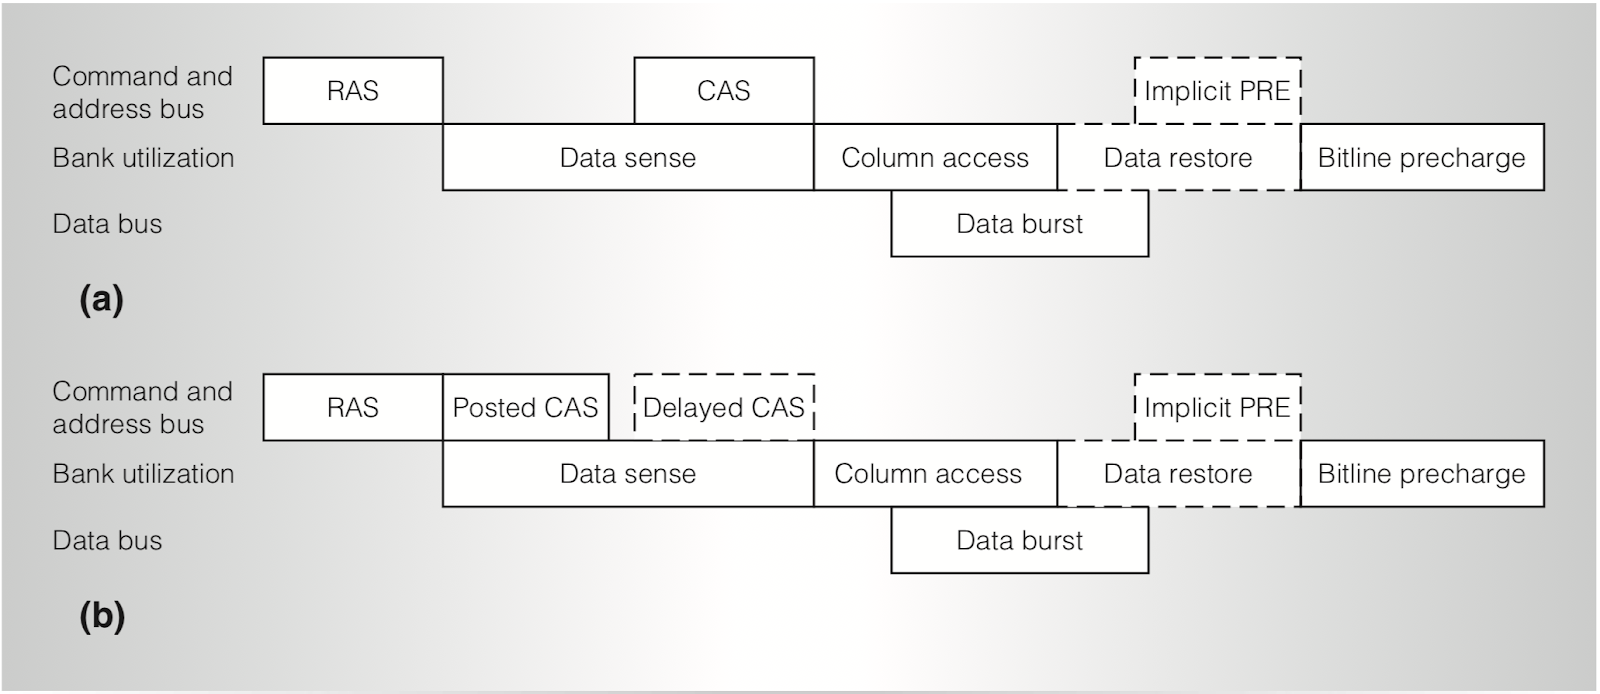 Command and
address bus
RAS
CAS
Implicit PRE
Bank utilization
Data sense
Column access
Data restore
Bitline precharge
Data bus
Data burst
(a)
Command and
address bus
RAS
Posted CAS
Delayed CAS
Implicit PRE
Bank utilization
Data sense
Column access
Data restore
Bitline precharge
Data bus
Data burst
(b)